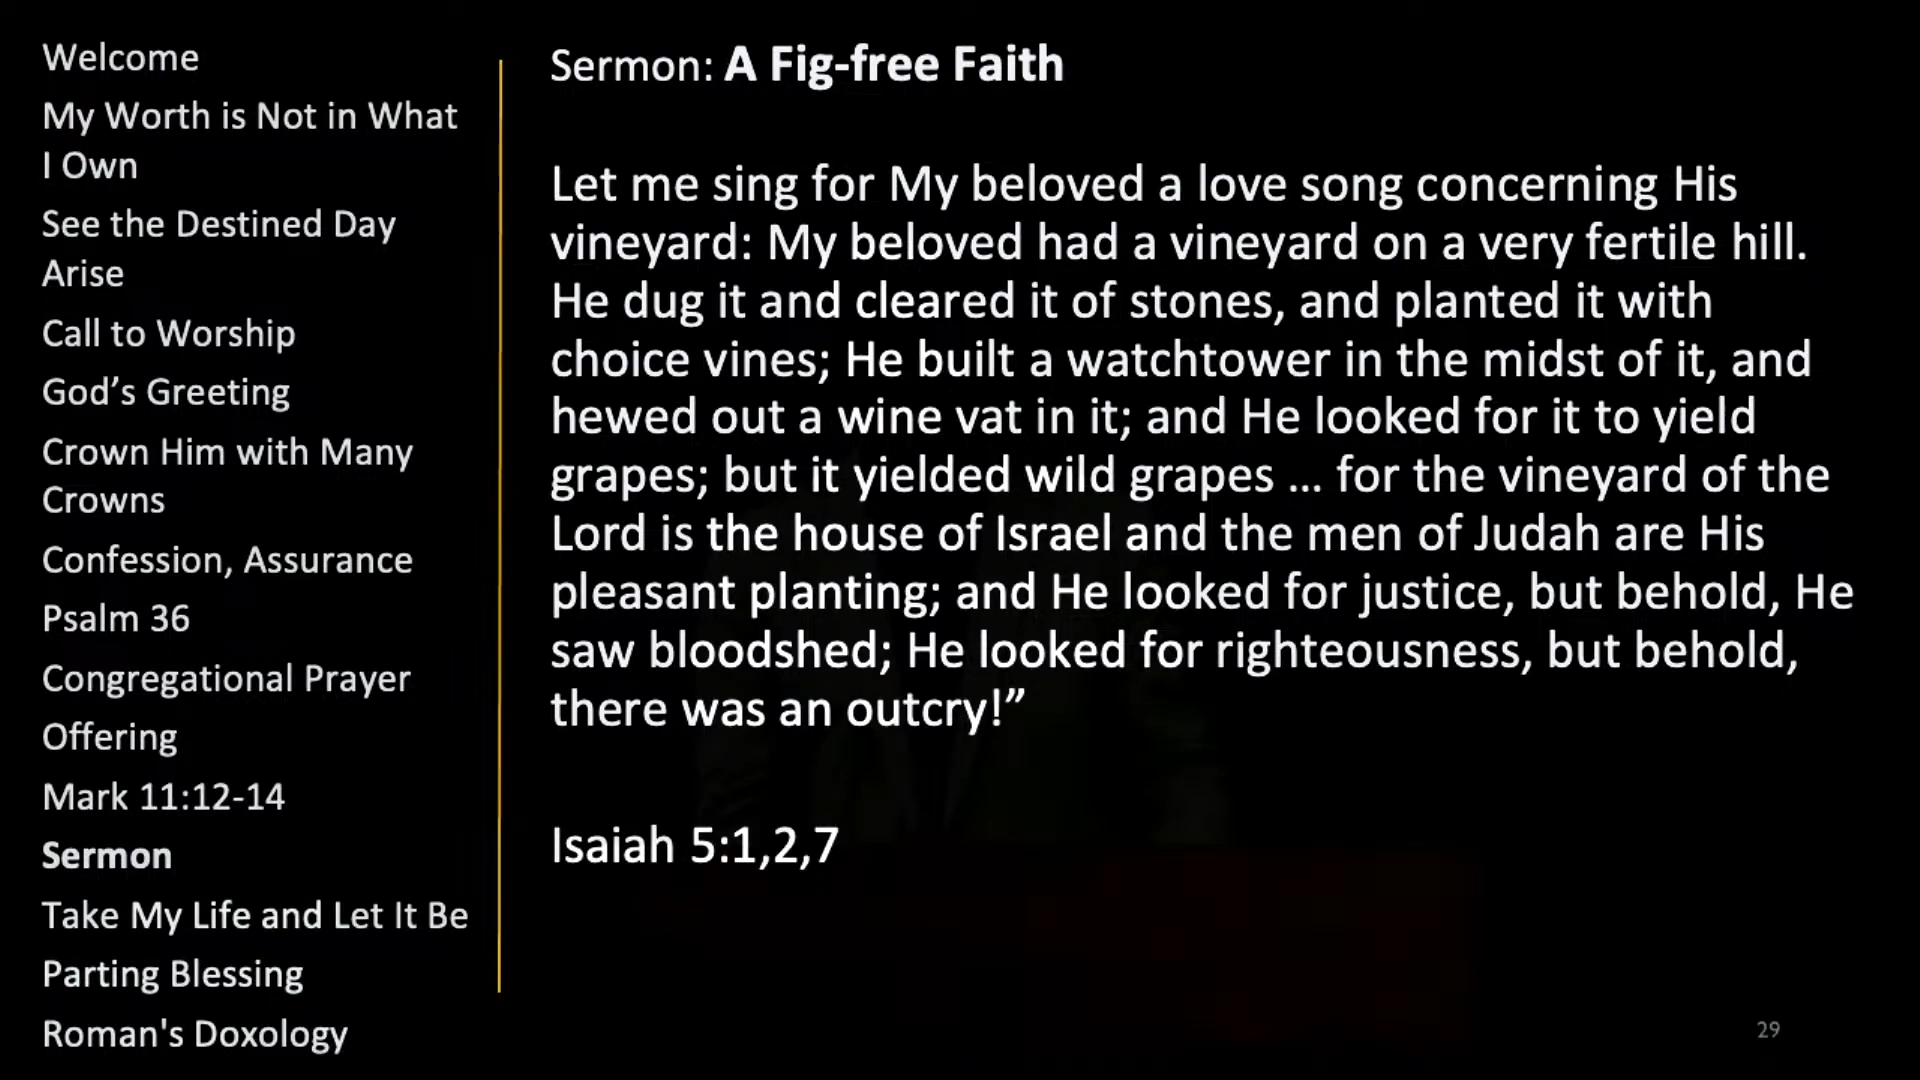 Welcome
My Worth is Not in What
I Own
See the Destined Day
Arise
Call to Worship
God’s Greeting
Crown Him with Many
Crowns
Confession, Assurance
Psalm 36
Congregational Prayer
Offering
Mark 11:12-14
Sermon
Take My Life and Let It Be
Parting Blessing
Roman's Doxology
Sermon: A Fig-free Faith
Let me sing for My beloved a love song concerning His
vineyard: My beloved had a vineyard on a very fertile hill.
He dug it and cleared it of stones, and planted it with
choice vines; He built a watchtower in the midst of it, and
hewed out a wine vat in it; and He looked for it to yield
grapes; but it yielded wild grapes ... for the vineyard of the
Lord is the house of Israel and the men of Judah are His
pleasant planting; and He looked for justice, but behold, He
saw bloodshed; He looked for righteousness, but behold,
there was an outcry!”
Isaiah 5:1,2,7
29